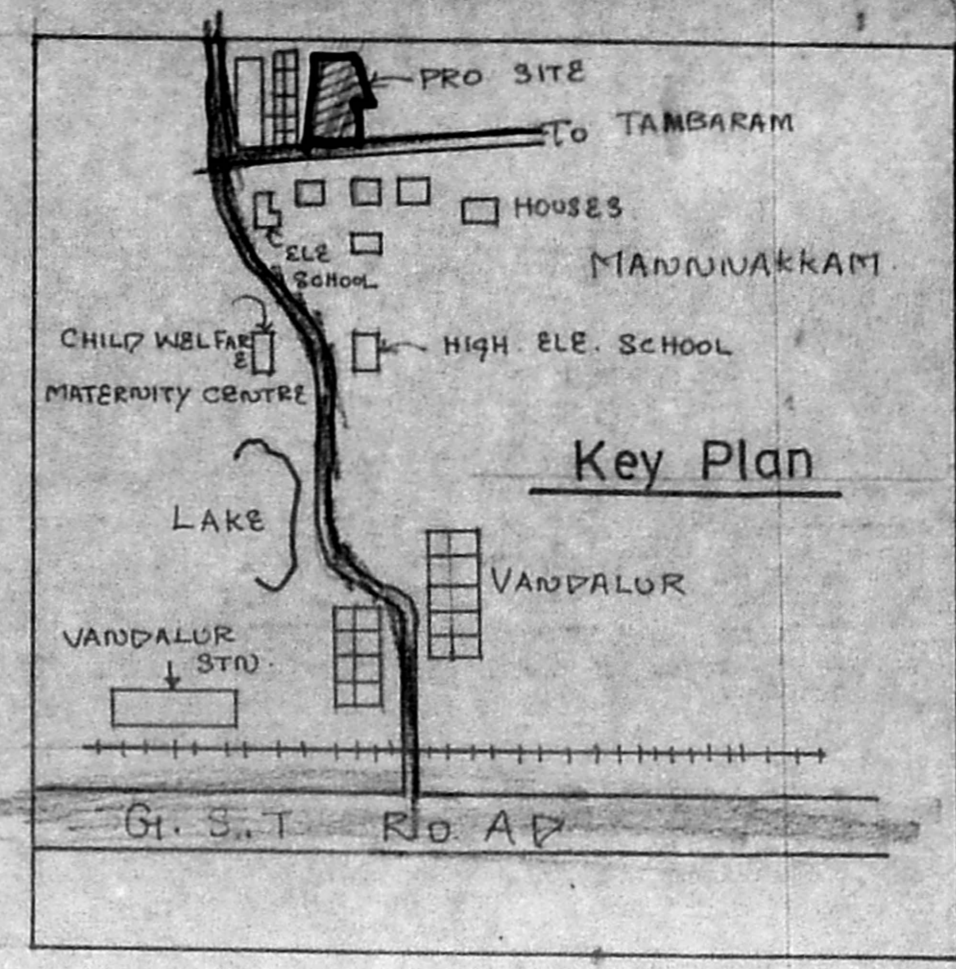 PRO SITE
To TAMBARAM
HOUSES
ELE
SCHOOL
MANNNAKKAM.
CHILD WELFARE
MATERNITY CENTRE
HIGH. ELE. SCHOOL
Key Plan
LAKE
VANDALUR
VANDALUR
STN.
G.S.T ROAD